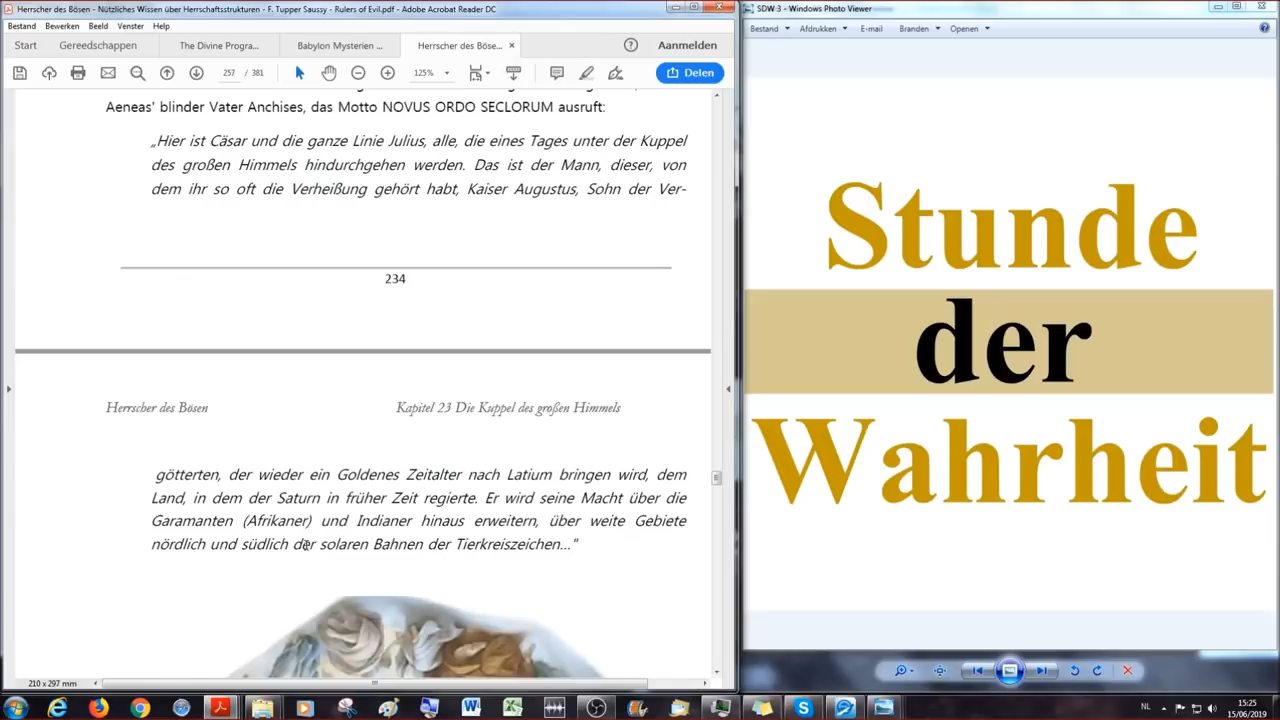 Herrscher des Bösen - Nützliches Wissen über Herrschaftsstrukturen - F. Tupper Saussy - Rulers of Evil.pdf - Adobe Acrobat Reader DC
Bestand Bewerken Beeld Venster Help
Start Gereedschappen The Divine Progra... Babylon Mysterien ... Herrscher des Böse... × Aanmelden
257 / 381 125% Delen
Aeneas' blinder Vater Anchises, das Motto NOVUS ORDO SECLORUM ausruft:
„Hier ist Cäsar und die ganze Linie Julius, alle, die eines Tages unter der Kuppel
des großen Himmels hindurchgehen werden. Das ist der Mann, dieser, von
dem ihr so oft die Verheißung gehört habt, Kaiser Augustus, Sohn der Ver-
234
Herrscher des Bösen Kapitel 23 Die Kuppel des großen Himmels
götterten, der wieder ein Goldenes Zeitalter nach Latium bringen wird, dem
Land, in dem der Saturn in früher Zeit regierte. Er wird seine Macht über die
Garamanten (Afrikaner) und Indianer hinaus erweitern, über weite Gebiete
nördlich und südlich der solaren Bahnen der Tierkreiszeichen..."
210 x 297 mm
SDW 3 - Windows Photo Viewer
Bestand Afdrukken E-mail Branden Openen
Stunde
der
Wahrheit
NL 15:25
15/06/2019